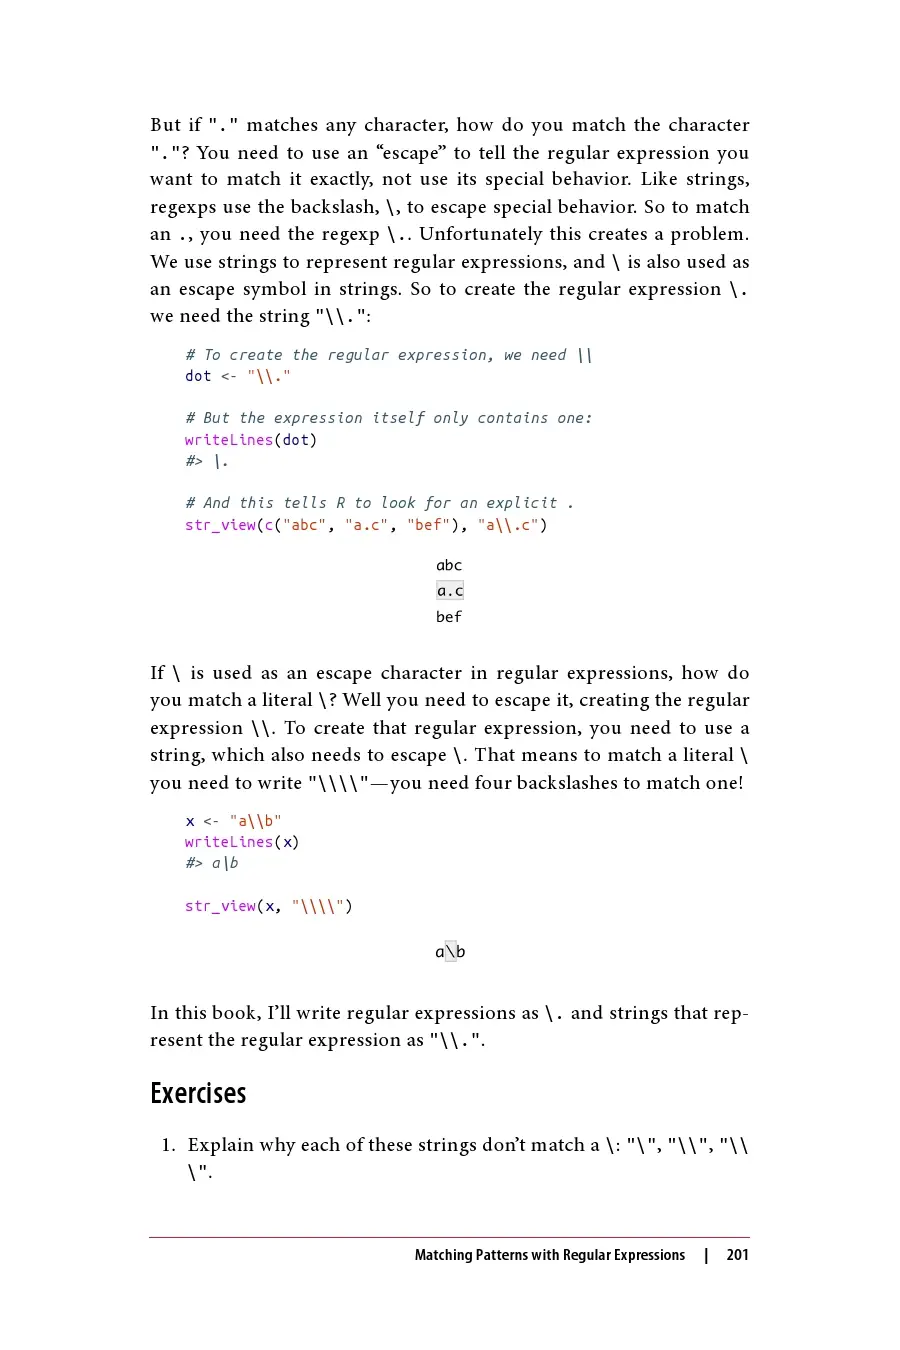 But if "." matches any character, how do you match the character
"."? You need to use an “escape” to tell the regular expression you
want to match it exactly, not use its special behavior. Like strings,
regexps use the backslash, \, to escape special behavior. So to match
an ., you need the regexp \.. Unfortunately this creates a problem.
We use strings to represent regular expressions, and \ is also used as
an escape symbol in strings. So to create the regular expression \.
we need the string "\\.":
# To create the regular expression, we need \\
dot <- "\\."
# But the expression itself only contains one:
writeLines(dot)
#> \.
# And this tells R to look for an explicit .
str_view(c("abc", "a.c", "bef"), "a\\.c")
abc
a.c
bef
If \ is used as an escape character in regular expressions, how do
you match a literal \? Well you need to escape it, creating the regular
expression \\. To create that regular expression, you need to use a
string, which also needs to escape \. That means to match a literal \
you need to write "\\\\"—you need four backslashes to match one!
x <- "a\\b"
writeLines(x)
#> a\b
str_view(x, "\\\\")
a\b
In this book, I’ll write regular expressions as \. and strings that rep-
resent the regular expression as "\\.".
Exercises
1. Explain why each of these strings don’t match a \: "\", "\\", "\\
\".
Matching Patterns with Regular Expressions | 201